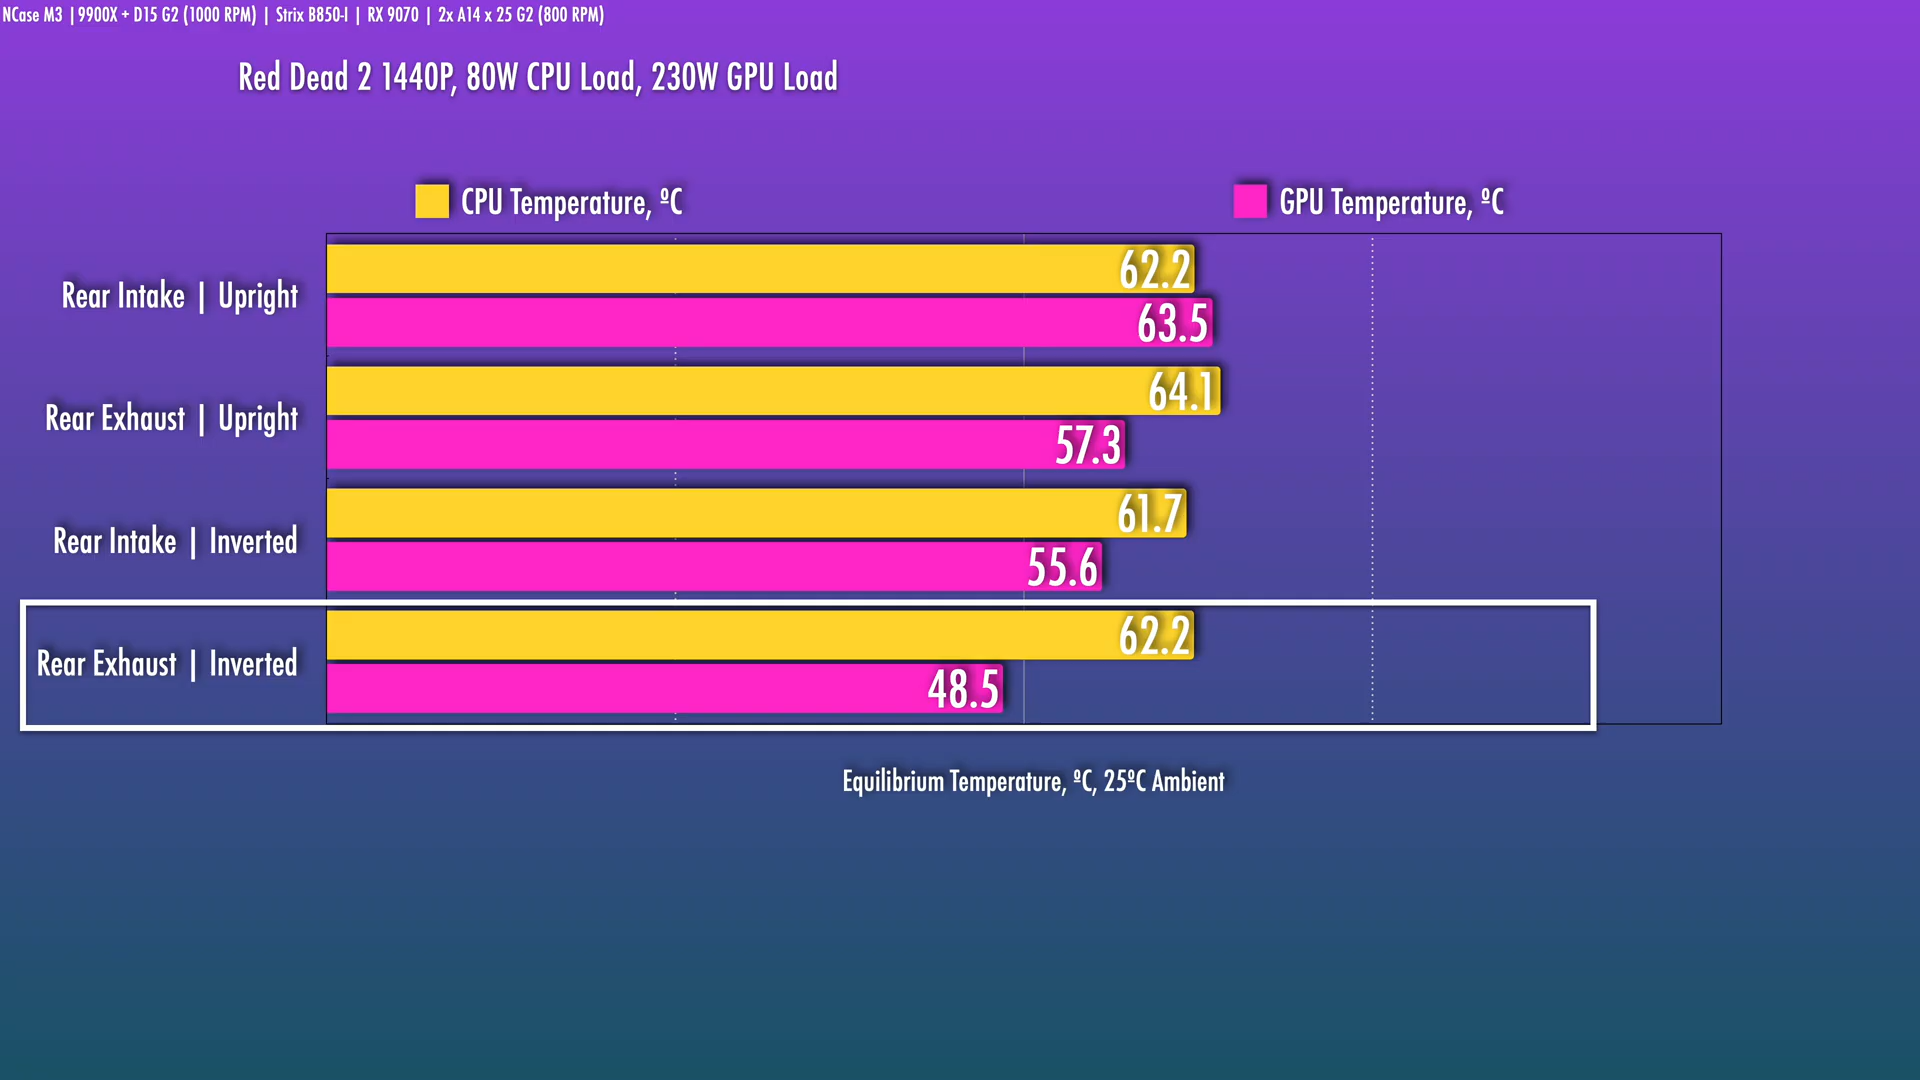 NCase M3 | 9900X + D15 G2 (1000 RPM) | Strix B850-I | RX 9070 | 2x A14 x 25 G2 (800 RPM)
Red Dead 2 1440P, 80W CPU Load, 230W GPU Load
CPU Temperature, ºC
GPU Temperature, ºC
Rear Intake | Upright
62.2
63.5
Rear Exhaust | Upright
64.1
57.3
Rear Intake | Inverted
61.7
55.6
Rear Exhaust | Inverted
62.2
48.5
Equilibrium Temperature, ºC, 25ºC Ambient